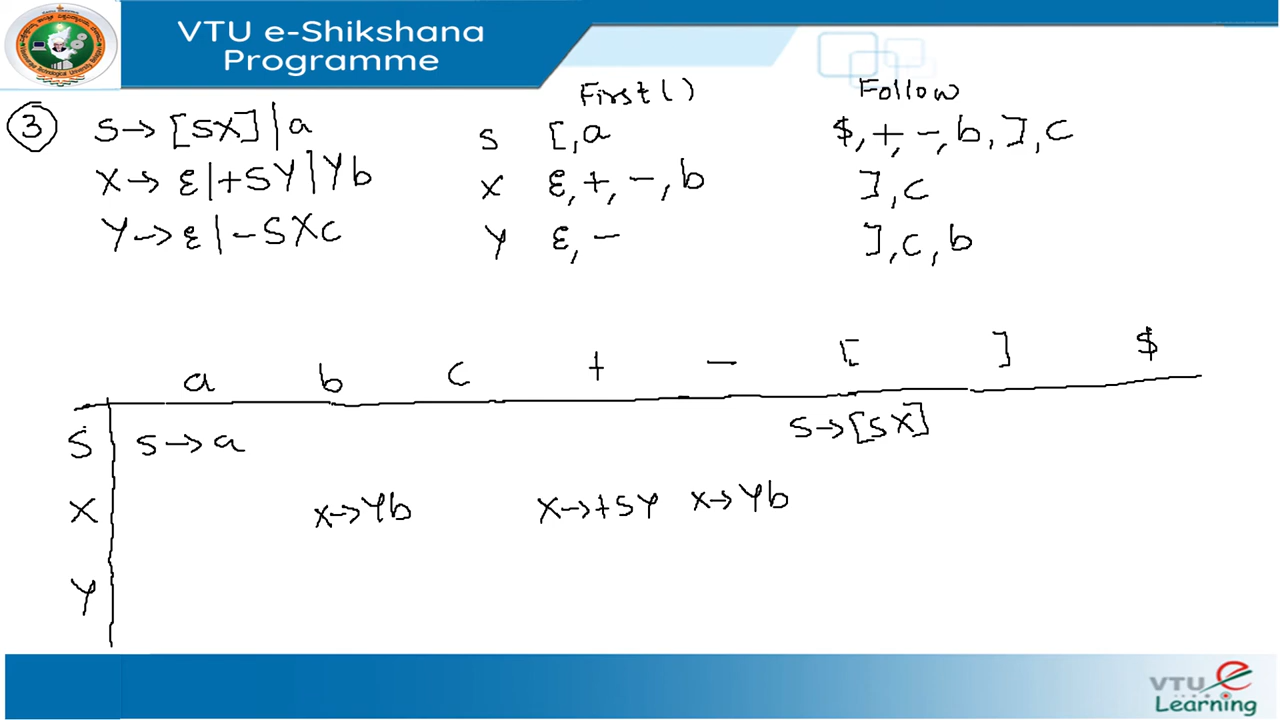 VTU e-Shikshana
Programme
First() Follow
③ S→[SX]|a S [,a $,+,-,b,],c
X→ε|+SY|Yb X ε,+,-,b ],c
Y→ε|-SXc Y ε,- ],c,b
a b c + - [ ] $
S S→a S→[SX]
X X→Yb X→+SY X→Yb
Y
VTU e
Learning